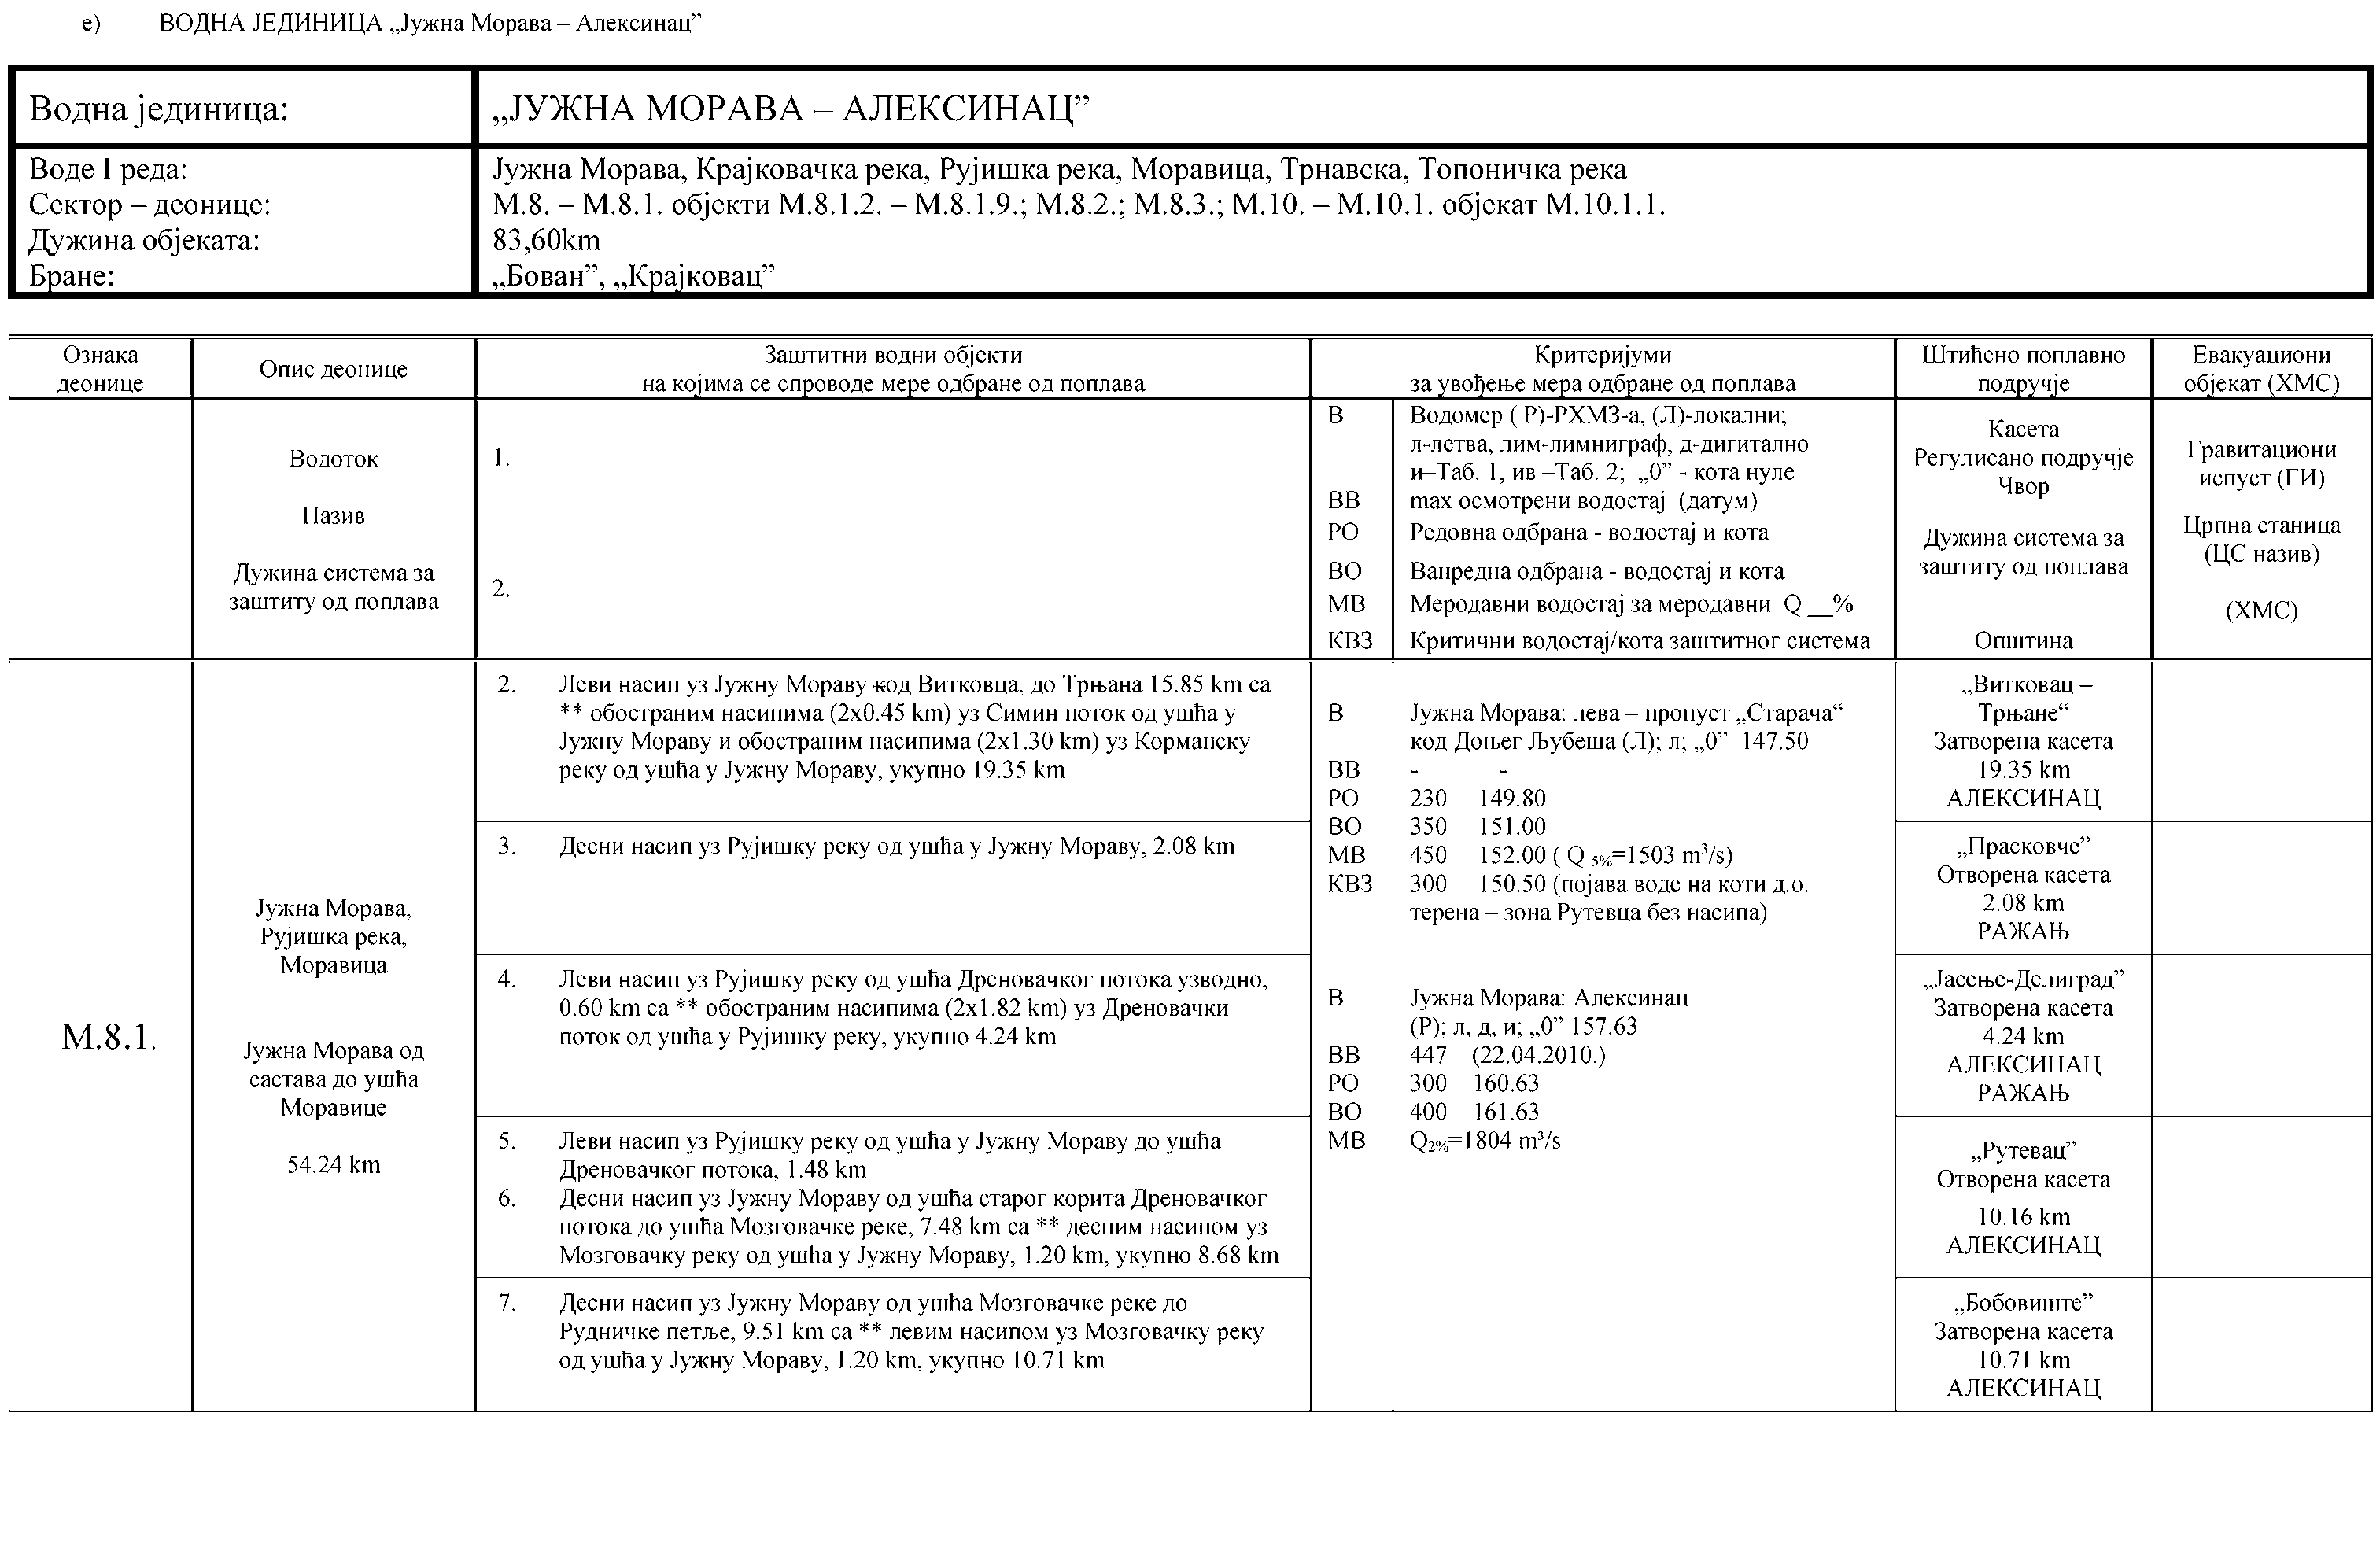 е) ВОДНА ЈЕДИНИЦА „Јужна Морава – Алексинац”
Водна јединица: „ЈУЖНА МОРАВА – АЛЕКСИНАЦ”
Воде I реда: Јужна Морава, Крајковачка река, Рујишка река, Моравица, Трнавска, Топоничка река
Сектор – деонице: М.8. – М.8.1. објекти М.8.1.2. – М.8.1.9.; М.8.2.; М.8.3.; М.10. – М.10.1. објекат М.10.1.1.
Дужина објеката: 83,60km
Бране: „Бован”, „Крајковац”
Ознака
деонице
Опис деонице
Заштитни водни објекти
на којима се спроводе мере одбране од поплава
Критеријуми
за увођење мера одбране од поплава
Штићено поплавно
подручје
Евакуациони
објекат (ХМС)
Водоток
Назив
Дужина система за
заштиту од поплава
1.
2.
В Водомер ( Р)-РХМЗ-а, (Л)-локални;
л-летва, лим-лимниграф, д-дигитално
и–Таб. 1, ив –Таб. 2; „0” - кота нуле
ВВ max осмотрени водостај (датум)
РО Редовна одбрана - водостај и кота
ВО Ванредна одбрана - водостај и кота
МВ Меродавни водостај за меродавни Q __%
КВЗ Критични водостај/кота заштитног система
Касета
Регулисано подручје
Чвор
Дужина система за
заштиту од поплава
Општина
Гравитациони
испуст (ГИ)
Црпна станица
(ЦС назив)
(ХМС)
М.8.1.
Јужна Морава,
Рујишка река,
Моравица
Јужна Морава од
састава до ушћа
Моравице
54.24 km
2. Леви насип уз Јужну Мораву код Витковца, до Трњана 15.85 km са
** обостраним насипима (2x0.45 km) уз Симин поток од ушћа у
Јужну Мораву и обостраним насипима (2x1.30 km) уз Корманску
реку од ушћа у Јужну Мораву, укупно 19.35 km
3. Десни насип уз Рујишку реку од ушћа у Јужну Мораву, 2.08 km
4. Леви насип уз Рујишку реку од ушћа Дреновачког потока узводно,
0.60 km са ** обостраним насипима (2x1.82 km) уз Дреновачки
поток од ушћа у Рујишку реку, укупно 4.24 km
5. Леви насип уз Рујишку реку од ушћа у Јужну Мораву до ушћа
Дреновачког потока, 1.48 km
6. Десни насип уз Јужну Мораву од ушћа старог корита Дреновачког
потока до ушћа Мозговачке реке, 7.48 km са ** десним насипом уз
Мозговачку реку од ушћа у Јужну Мораву, 1.20 km, укупно 8.68 km
7. Десни насип уз Јужну Мораву од ушћа Мозговачке реке до
Рудничке петље, 9.51 km са ** левим насипом уз Мозговачку реку
од ушћа у Јужну Мораву, 1.20 km, укупно 10.71 km
В Јужна Морава: лева – пропуст „Старача“
код Доњег Љубеша (Л); л; „0” 147.50
ВВ - -
РО 230 149.80
ВО 350 151.00
МВ 450 152.00 ( Q 5%=1503 m³/s)
КВЗ 300 150.50 (појава воде на коти д.о.
терена – зона Рутевца без насипа)
В Јужна Морава: Алексинац
(Р); л, д, и; „0” 157.63
ВВ 447 (22.04.2010.)
РО 300 160.63
ВО 400 161.63
МВ Q2%=1804 m³/s
„Витковац –
Трњане“
Затворена касета
19.35 km
АЛЕКСИНАЦ
„Прасковче”
Отворена касета
2.08 km
РАЖАЊ
„Јасење-Делиград”
Затворена касета
4.24 km
АЛЕКСИНАЦ
РАЖАЊ
„Рутевац”
Отворена касета
10.16 km
АЛЕКСИНАЦ
„Бобовиште”
Затворена касета
10.71 km
АЛЕКСИНАЦ